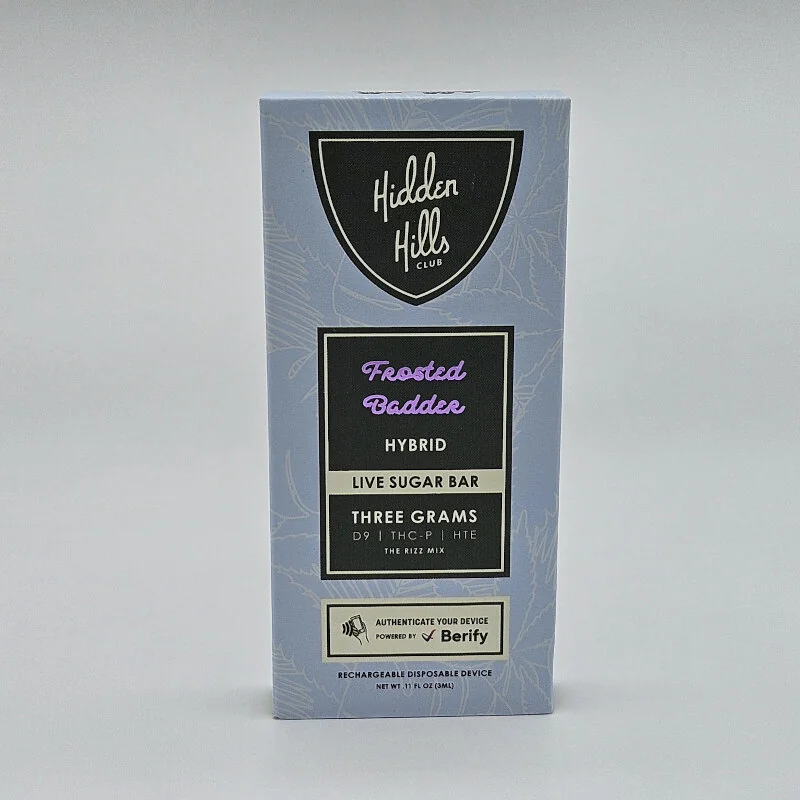 Hidden
Hills
CLUB
Frosted
Badder
HYBRID
LIVE SUGAR BAR
THREE GRAMS
D9 | THC-P | HTE
THE RIZZ MIX
AUTHENTICATE YOUR DEVICE
POWERED BY Berify
RECHARGEABLE DISPOSABLE DEVICE
NET WT .11 FL OZ (3ML)